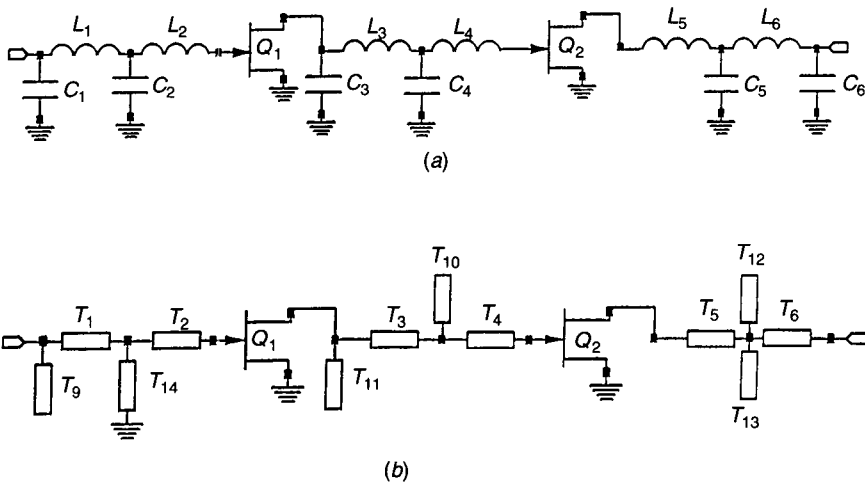 L1 L2 Q1 L3 L4 Q2 L5 L6
C1 C2 C3 C4 C5 C6
(a)
T10 T12
T1 T2 Q1 T3 T4 Q2 T5 T6
T9 T14 T11 T13
(b)